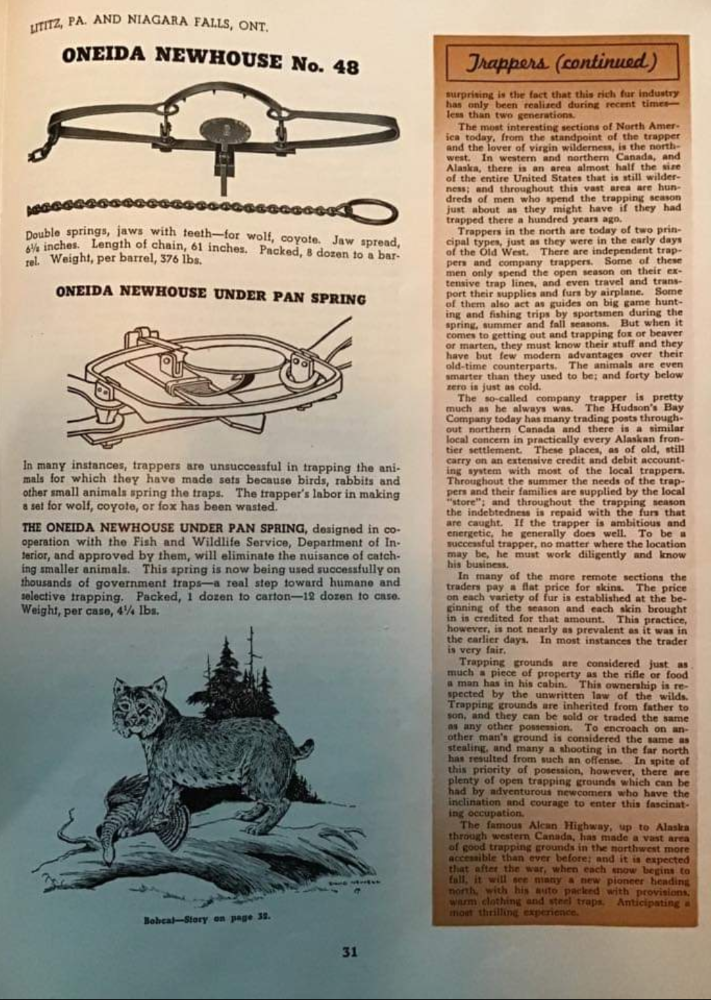 LITITZ, PA. AND NIAGARA FALLS, ONT.
ONEIDA NEWHOUSE No. 48
Double springs, jaws with teeth—for wolf, coyote. Jaw spread,
6½ inches. Length of chain, 61 inches. Packed, 8 dozen to a bar-
rel. Weight, per barrel, 376 lbs.
ONEIDA NEWHOUSE UNDER PAN SPRING
In many instances, trappers are unsuccessful in trapping the ani-
mals for which they have made sets because birds, rabbits and
other small animals spring the traps. The trapper's labor in making
a set for wolf, coyote, or fox has been wasted.
THE ONEIDA NEWHOUSE UNDER PAN SPRING, designed in co-
operation with the Fish and Wildlife Service, Department of In-
terior, and approved by them, will eliminate the nuisance of catch-
ing smaller animals. This spring is now being used successfully on
thousands of government traps—a real step toward humane and
selective trapping. Packed, 1 dozen to carton—12 dozen to case.
Weight, per case, 4¼ lbs.
Bobcat—Story on page 32.
31
Trappers (continued)
surprising is the fact that this rich fur industry
has only been realized during recent times—
less than two generations.
The most interesting sections of North Amer-
ica today, from the standpoint of the trapper
and the lover of virgin wilderness, is the north-
west. In western and northern Canada, and
Alaska, there is an area almost half the size
of the entire United States that is still wilder-
ness; and throughout this vast area are hun-
dreds of men who spend the trapping season
just about as they might have if they had
trapped there a hundred years ago.
Trappers in the north are today of two prin-
cipal types, just as they were in the early days
of the Old West. There are independent trap-
pers and company trappers. Some of these
men only spend the open season on their ex-
tensive trap lines, and even travel and trans-
port their supplies and furs by airplane. Some
of them also act as guides on big game hunt-
ing and fishing trips by sportsmen during the
spring, summer and fall seasons. But when it
comes to getting out and trapping fox or beaver
or marten, they must know their stuff and they
have but few modern advantages over their
old-time counterparts. The animals are even
smarter than they used to be; and forty below
zero is just as cold.
The so-called company trapper is pretty
much as he always was. The Hudson's Bay
Company today has many trading posts through-
out northern Canada and there is a similar
local concern in practically every Alaskan fron-
tier settlement. These places, as of old, still
carry on an extensive credit and debit account-
ing system with most of the local trappers.
Throughout the summer the needs of the trap-
pers and their families are supplied by the local
"store"; and throughout the trapping season
the indebtedness is repaid with the furs that
are caught. If the trapper is ambitious and
energetic, he generally does well. To be a
successful trapper, no matter where the location
may be, he must work diligently and know
his business.
In many of the more remote sections the
traders pay a flat price for skins. The price
on each variety of fur is established at the be-
ginning of the season and each skin brought
in is credited for that amount. This practice,
however, is not nearly as prevalent as it was in
the earlier days. In most instances the trader
is very fair.
Trapping grounds are considered just as
much a piece of property as the rifle or food
a man has in his cabin. This ownership is re-
spected by the unwritten law of the wilds.
Trapping grounds are inherited from father to
son, and they can be sold or traded the same
as any other possession. To encroach on an-
other man's ground is considered the same as
stealing, and many a shooting in the far north
has resulted from such an offense. In spite of
this priority of posession, however, there are
plenty of open trapping grounds which can be
had by adventurous newcomers who have the
inclination and courage to enter this fascinat-
ing occupation.
The famous Alcan Highway, up to Alaska
through western Canada, has made a vast area
of good trapping grounds in the northwest more
accessible than ever before; and it is expected
that after the war, when each snow begins to
fall, it will see many a new pioneer heading
north, with his auto packed with provisions,
warm clothing and steel traps. Anticipating a
most thrilling experience.